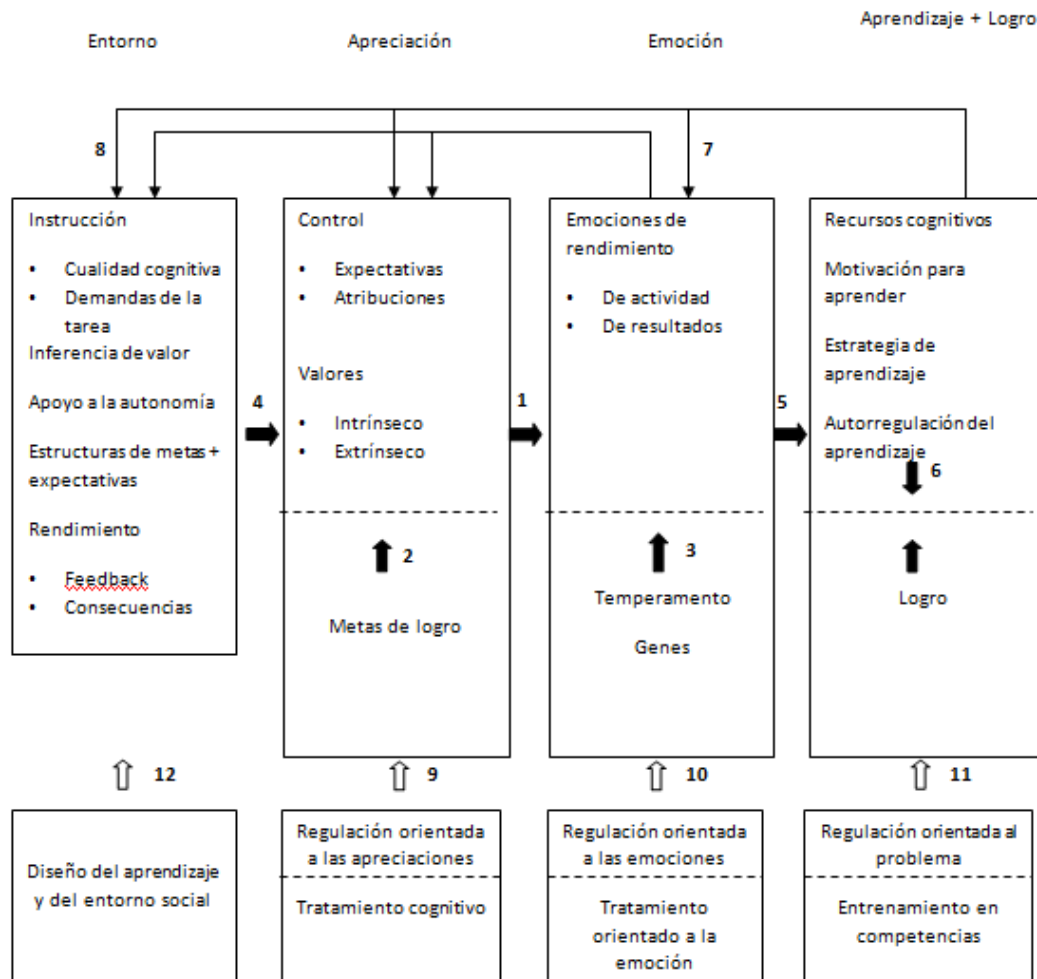 Entorno
Apreciación
Emoción
Aprendizaje + Logro
8
7
Instrucción
• Cualidad cognitiva
• Demandas de la
tarea
Inferencia de valor
Apoyo a la autonomía
Estructuras de metas +
expectativas
Rendimiento
• Feedback
• Consecuencias
4
Control
• Expectativas
• Atribuciones
Valores
• Intrínseco
• Extrínseco
2
Metas de logro
1
Emociones de
rendimiento
• De actividad
• De resultados
3
Temperamento
Genes
5
Recursos cognitivos
Motivación para
aprender
Estrategia de
aprendizaje
Autorregulación del
aprendizaje
6
Logro
12
9
10
11
Diseño del aprendizaje
y del entorno social
Regulación orientada
a las apreciaciones
Tratamiento cognitivo
Regulación orientada
a las emociones
Tratamiento
orientado a la
emoción
Regulación orientada al
problema
Entrenamiento en
competencias